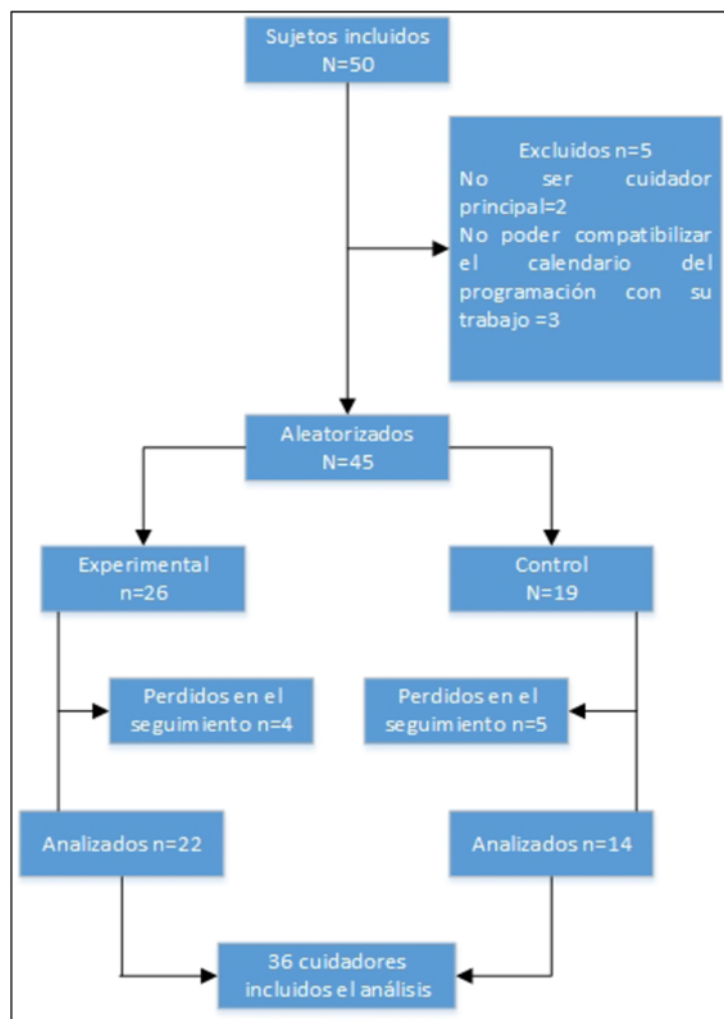 Sujetos incluidos
N=50
Excluidos n=5
No ser cuidador
principal=2
No poder compatibilizar
el calendario del
programación con su
trabajo =3
Aleatorizados
N=45
Experimental
n=26
Control
N=19
Perdidos en el
seguimiento n=4
Perdidos en el
seguimiento n=5
Analizados n=22
Analizados n=14
36 cuidadores
incluidos el análisis